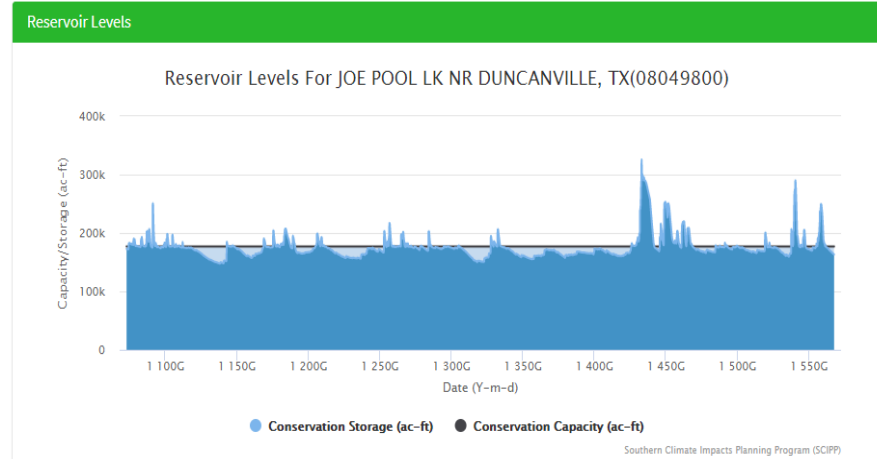 Reservoir Levels
Reservoir Levels For JOE POOL LK NR DUNCANVILLE, TX(08049800)
Capacity/Storage (ac-ft)
400k
300k
200k
100k
0
1 100G 1 150G 1 200G 1 250G 1 300G 1 350G 1 400G 1 450G 1 500G 1 550G
Date (Y-m-d)
Conservation Storage (ac-ft) Conservation Capacity (ac-ft)
Southern Climate Impacts Planning Program (SCIPP)